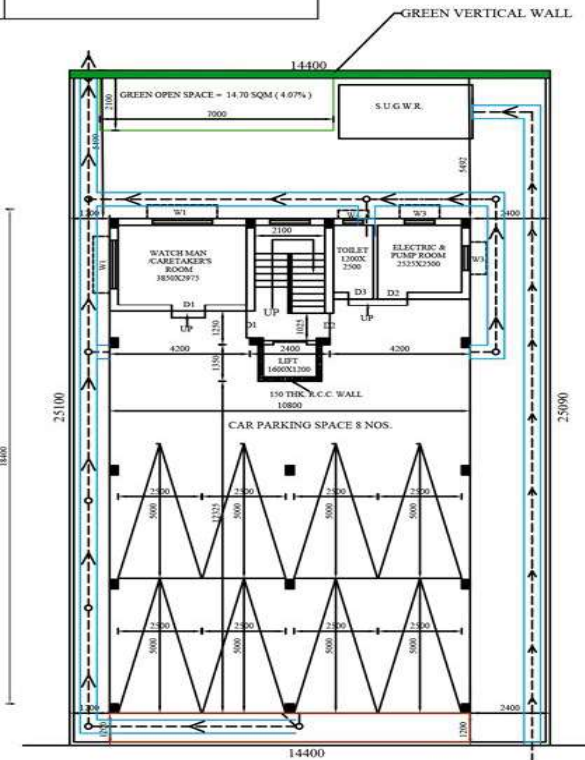 GREEN VERTICAL WALL
14400
GREEN OPEN SPACE = 14.70 SQM ( 4.07% )
2100
7000
S.U.G.W.R.
5492
1200
2400
W1
W3
2100
WATCH MAN
/CARETAKER'S
ROOM
3850X2975
TOILET
1200X
2500
ELECTRIC &
PUMP ROOM
2525X2500
W1
W3
D1
UP
UP
D3
D2
UP
D1
D2
1250
1025
4200
2400
4200
1350
LIFT
1600X1200
150 THK. R.C.C. WALL
10800
25100
25090
18400
CAR PARKING SPACE 8 NOS.
2500
2500
2500
2500
5000
5000
12325
5000
5000
2500
2500
2500
2500
5000
5000
5000
5000
1200
2400
1200
1200
14400